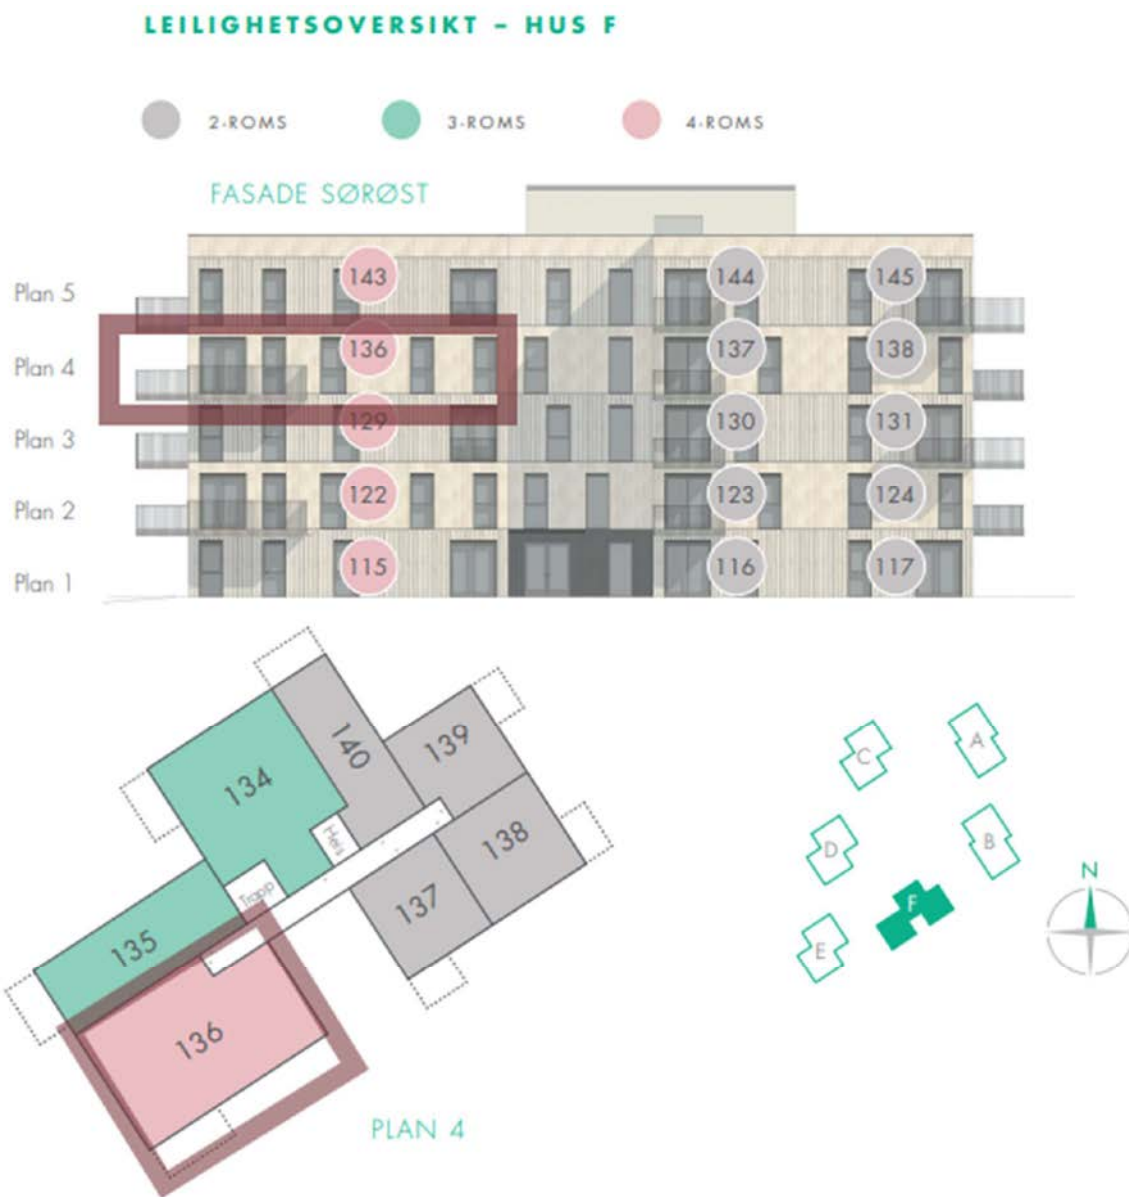 LEILIGHETSOVERSIKT – HUS F
2-ROMS 3-ROMS 4-ROMS
FASADE SØRØST
Plan 5 143 144 145
Plan 4 136 137 138
Plan 3 129 130 131
Plan 2 122 123 124
Plan 1 115 116 117
140
139
134
138
Heis
137
Trapp
135
136
PLAN 4
A
C
B
D
N
F
E